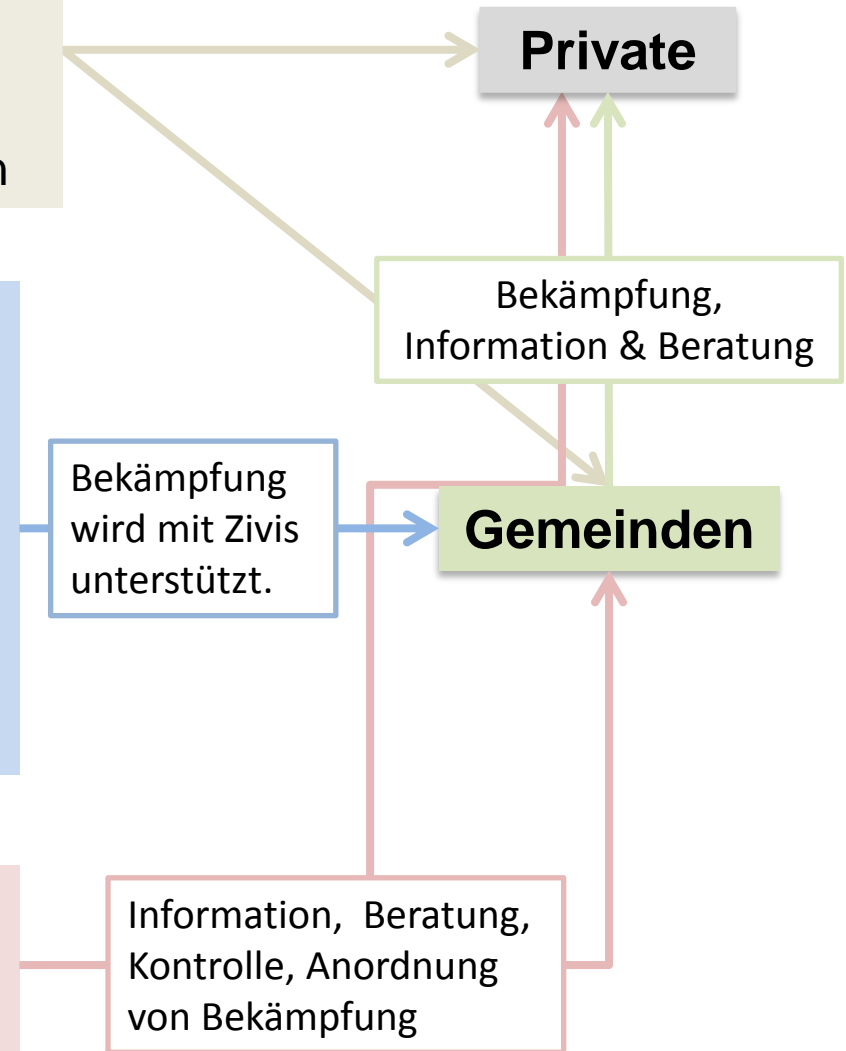 Private
n
Bekämpfung,
Information & Beratung
Bekämpfung
wird mit Zivis
unterstützt.
Gemeinden
Information, Beratung,
Kontrolle, Anordnung
von Bekämpfung